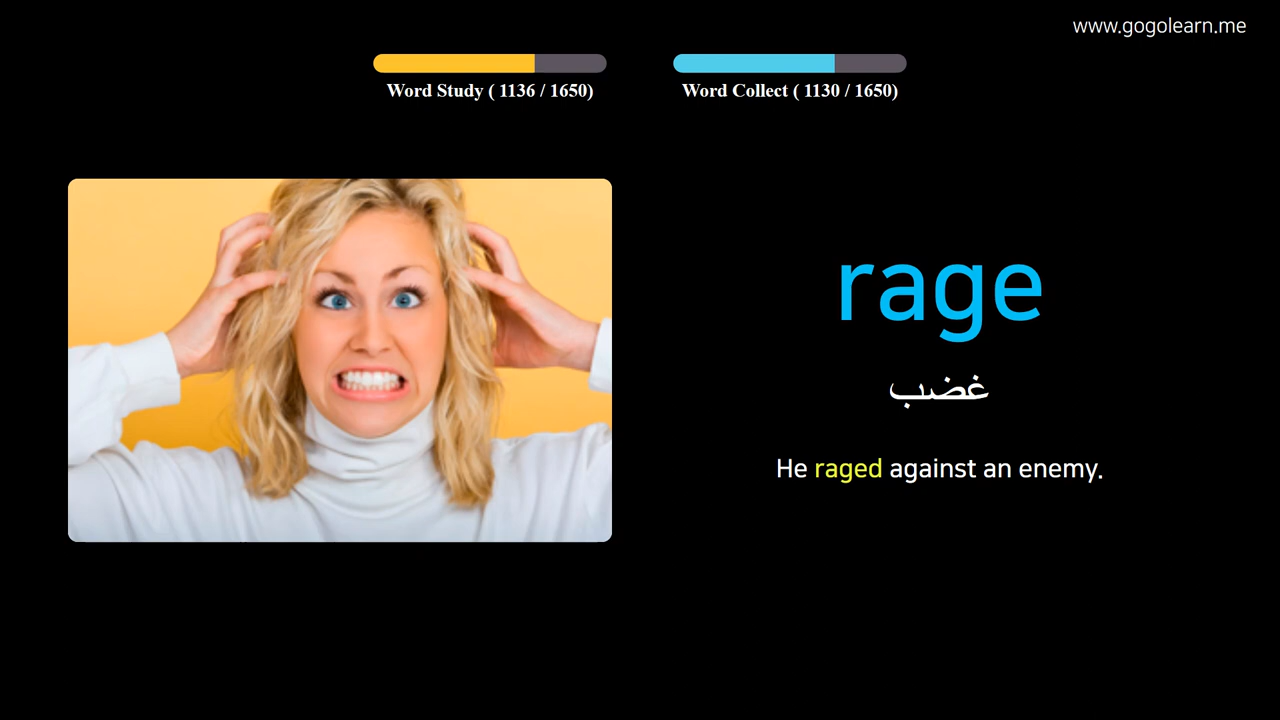 www.gogolearn.me
Word Study ( 1136 / 1650)
Word Collect ( 1130 / 1650)
rage
غضب
He raged against an enemy.